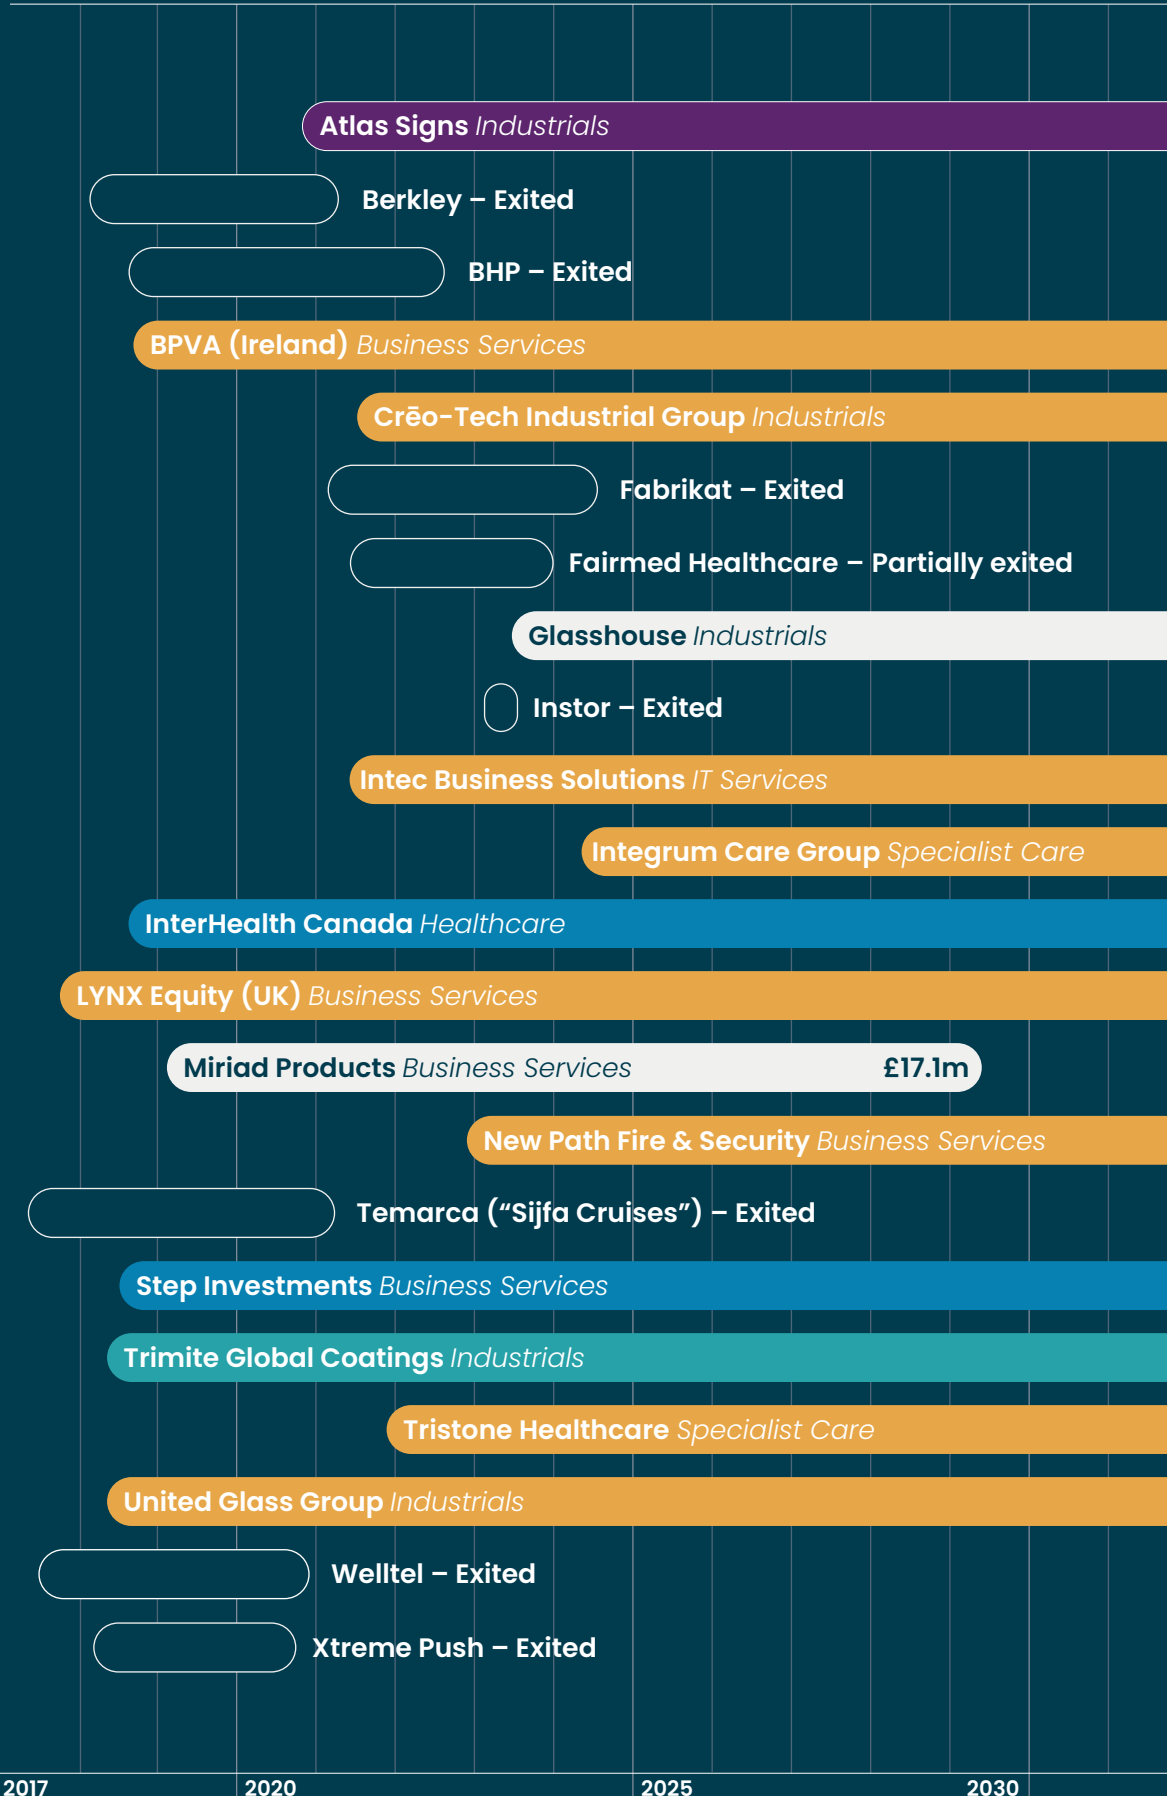 Atlas Signs Industrials
Berkley – Exited
BHP – Exited
BPVA (Ireland) Business Services
Crēo-Tech Industrial Group Industrials
Fabrikat – Exited
Fairmed Healthcare – Partially exited
Glasshouse Industrials
Instor – Exited
Intec Business Solutions IT Services
Integrum Care Group Specialist Care
InterHealth Canada Healthcare
LYNX Equity (UK) Business Services
Miriad Products Business Services £17.1m
New Path Fire & Security Business Services
Temarca (“Sijfa Cruises”) – Exited
Step Investments Business Services
Trimite Global Coatings Industrials
Tristone Healthcare Specialist Care
United Glass Group Industrials
Welltel – Exited
Xtreme Push – Exited
2017 2020 2025 2030